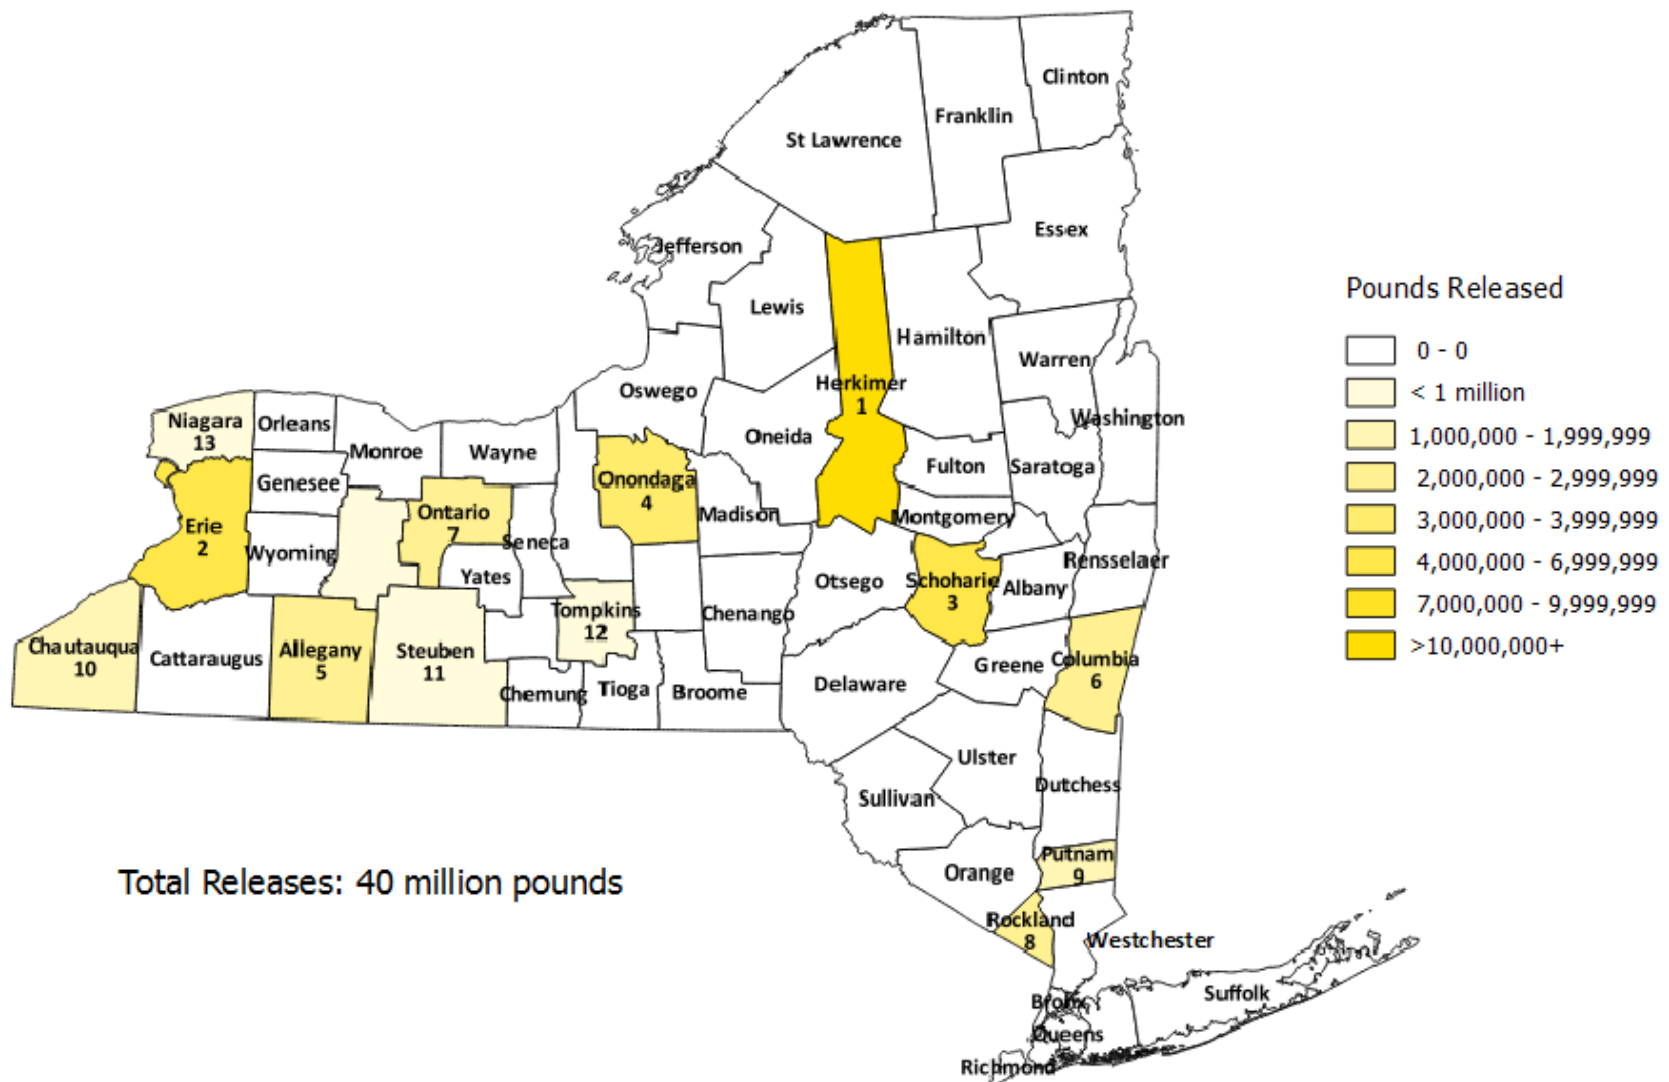 Clinton
Franklin
St Lawrence
Essex
Jefferson
Lewis
Hamilton
Warren
Herkimer
1
Oswego
Washington
Niagara
13
Orleans
Monroe
Wayne
Oneida
Fulton
Saratoga
Genesee
Onondaga
4
Madison
Montgomery
Ontario
7
Erie
2
Wyoming
Seneca
Yates
Otsego
Schoharie
3
Albany
Rensselaer
Tompkins
12
Chenango
Chautauqua
10
Cattaraugus
Allegany
5
Steuben
11
Chemung
Tioga
Broome
Delaware
Greene
Columbia
6
Ulster
Sullivan
Dutchess
Orange
Putnam
9
Rockland
8
Westchester
Bronx
Suffolk
Queens
Richmond
Total Releases: 40 million pounds
Pounds Released
0 - 0
< 1 million
1,000,000 - 1,999,999
2,000,000 - 2,999,999
3,000,000 - 3,999,999
4,000,000 - 6,999,999
7,000,000 - 9,999,999
>10,000,000+